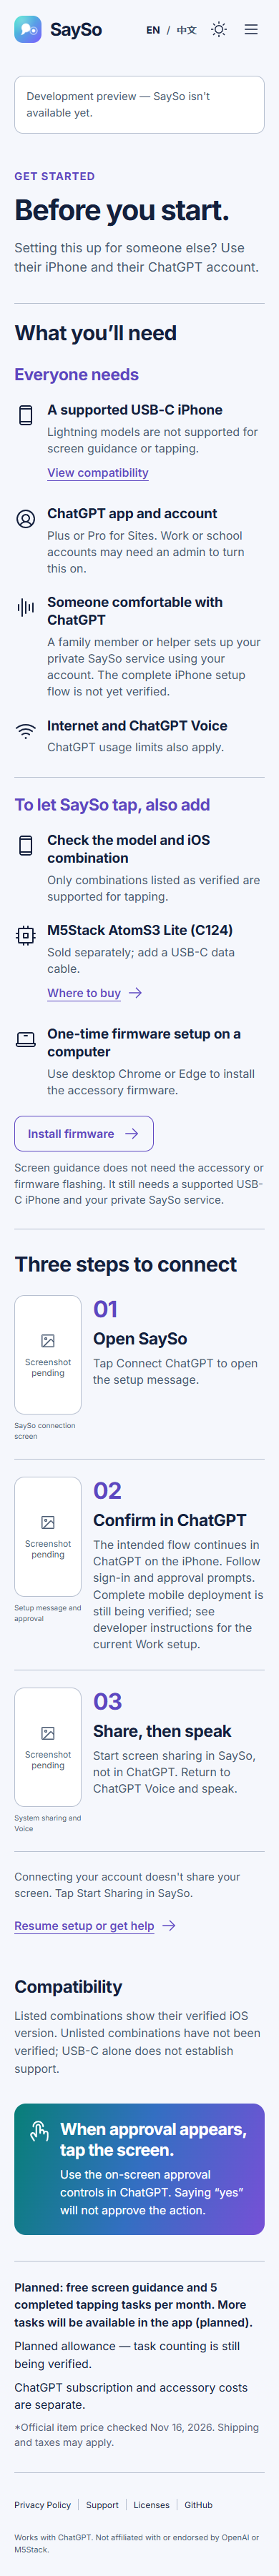 SaySo
EN / 中文
Development preview — SaySo isn't
available yet.
GET STARTED
Before you start.
Setting this up for someone else? Use
their iPhone and their ChatGPT account.
What you’ll need
Everyone needs
A supported USB-C iPhone
Lightning models are not supported for
screen guidance or tapping.
View compatibility
ChatGPT app and account
Plus or Pro for Sites. Work or school
accounts may need an admin to turn
this on.
Someone comfortable with
ChatGPT
A family member or helper sets up your
private SaySo service using your
account. The complete iPhone setup
flow is not yet verified.
Internet and ChatGPT Voice
ChatGPT usage limits also apply.
To let SaySo tap, also add
Check the model and iOS
combination
Only combinations listed as verified are
supported for tapping.
M5Stack AtomS3 Lite (C124)
Sold separately; add a USB-C data
cable.
Where to buy →
One-time firmware setup on a
computer
Use desktop Chrome or Edge to install
the accessory firmware.
Install firmware →
Screen guidance does not need the accessory or
firmware flashing. It still needs a supported USB-
C iPhone and your private SaySo service.
Three steps to connect
Screenshot
pending
SaySo connection
screen
01
Open SaySo
Tap Connect ChatGPT to open
the setup message.
Screenshot
pending
Setup message and
approval
02
Confirm in ChatGPT
The intended flow continues in
ChatGPT on the iPhone. Follow
sign-in and approval prompts.
Complete mobile deployment is
still being verified; see
developer instructions for the
current Work setup.
Screenshot
pending
System sharing and
Voice
03
Share, then speak
Start screen sharing in SaySo,
not in ChatGPT. Return to
ChatGPT Voice and speak.
Connecting your account doesn't share your
screen. Tap Start Sharing in SaySo.
Resume setup or get help →
Compatibility
Listed combinations show their verified iOS
version. Unlisted combinations have not been
verified; USB-C alone does not establish
support.
When approval appears,
tap the screen.
Use the on-screen approval
controls in ChatGPT. Saying “yes”
will not approve the action.
Planned: free screen guidance and 5
completed tapping tasks per month. More
tasks will be available in the app (planned).
Planned allowance — task counting is still
being verified.
ChatGPT subscription and accessory costs
are separate.
*Official item price checked Nov 16, 2026. Shipping
and taxes may apply.
Privacy Policy | Support | Licenses | GitHub
Works with ChatGPT. Not affiliated with or endorsed by OpenAI or
M5Stack.